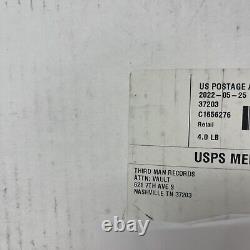 US POSTAGE A
2022-05-25
37203
C1656276
Retail
4.0 LB
USPS ME
THIRD MAN RECORDS
ATTN: VAULT
623 7TH AVE S
NASHVILLE TN 37203
ebay